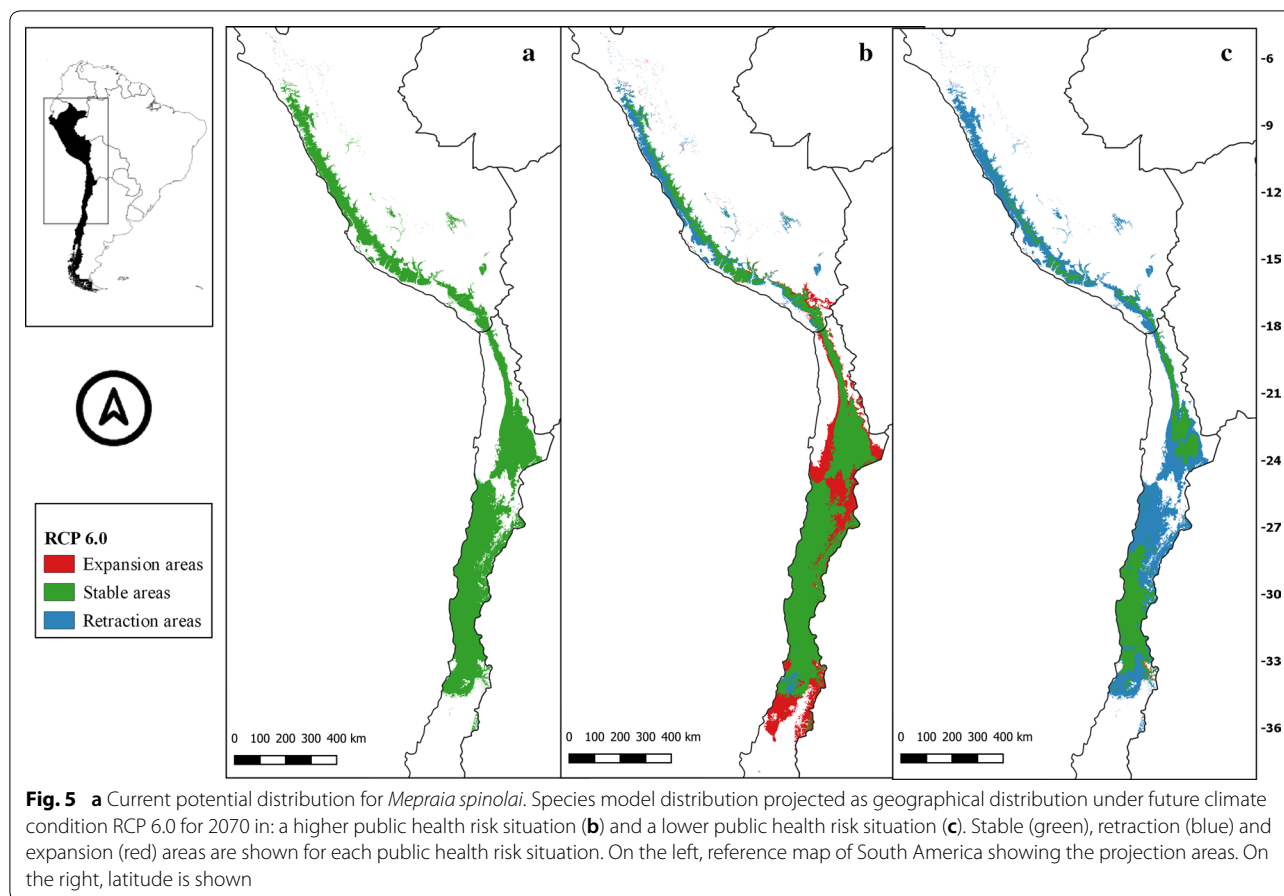 a
b
c
-6
-9
-12
-15
-18
-21
-24
-27
-30
-33
-36
RCP 6.0
Expansion areas
Stable areas
Retraction areas
0 100 200 300 400 km
0 100 200 300 400 km
0 100 200 300 400 km
Fig. 5 a Current potential distribution for Mepraia spinolai. Species model distribution projected as geographical distribution under future climate
condition RCP 6.0 for 2070 in: a higher public health risk situation (b) and a lower public health risk situation (c). Stable (green), retraction (blue) and
expansion (red) areas are shown for each public health risk situation. On the left, reference map of South America showing the projection areas. On
the right, latitude is shown